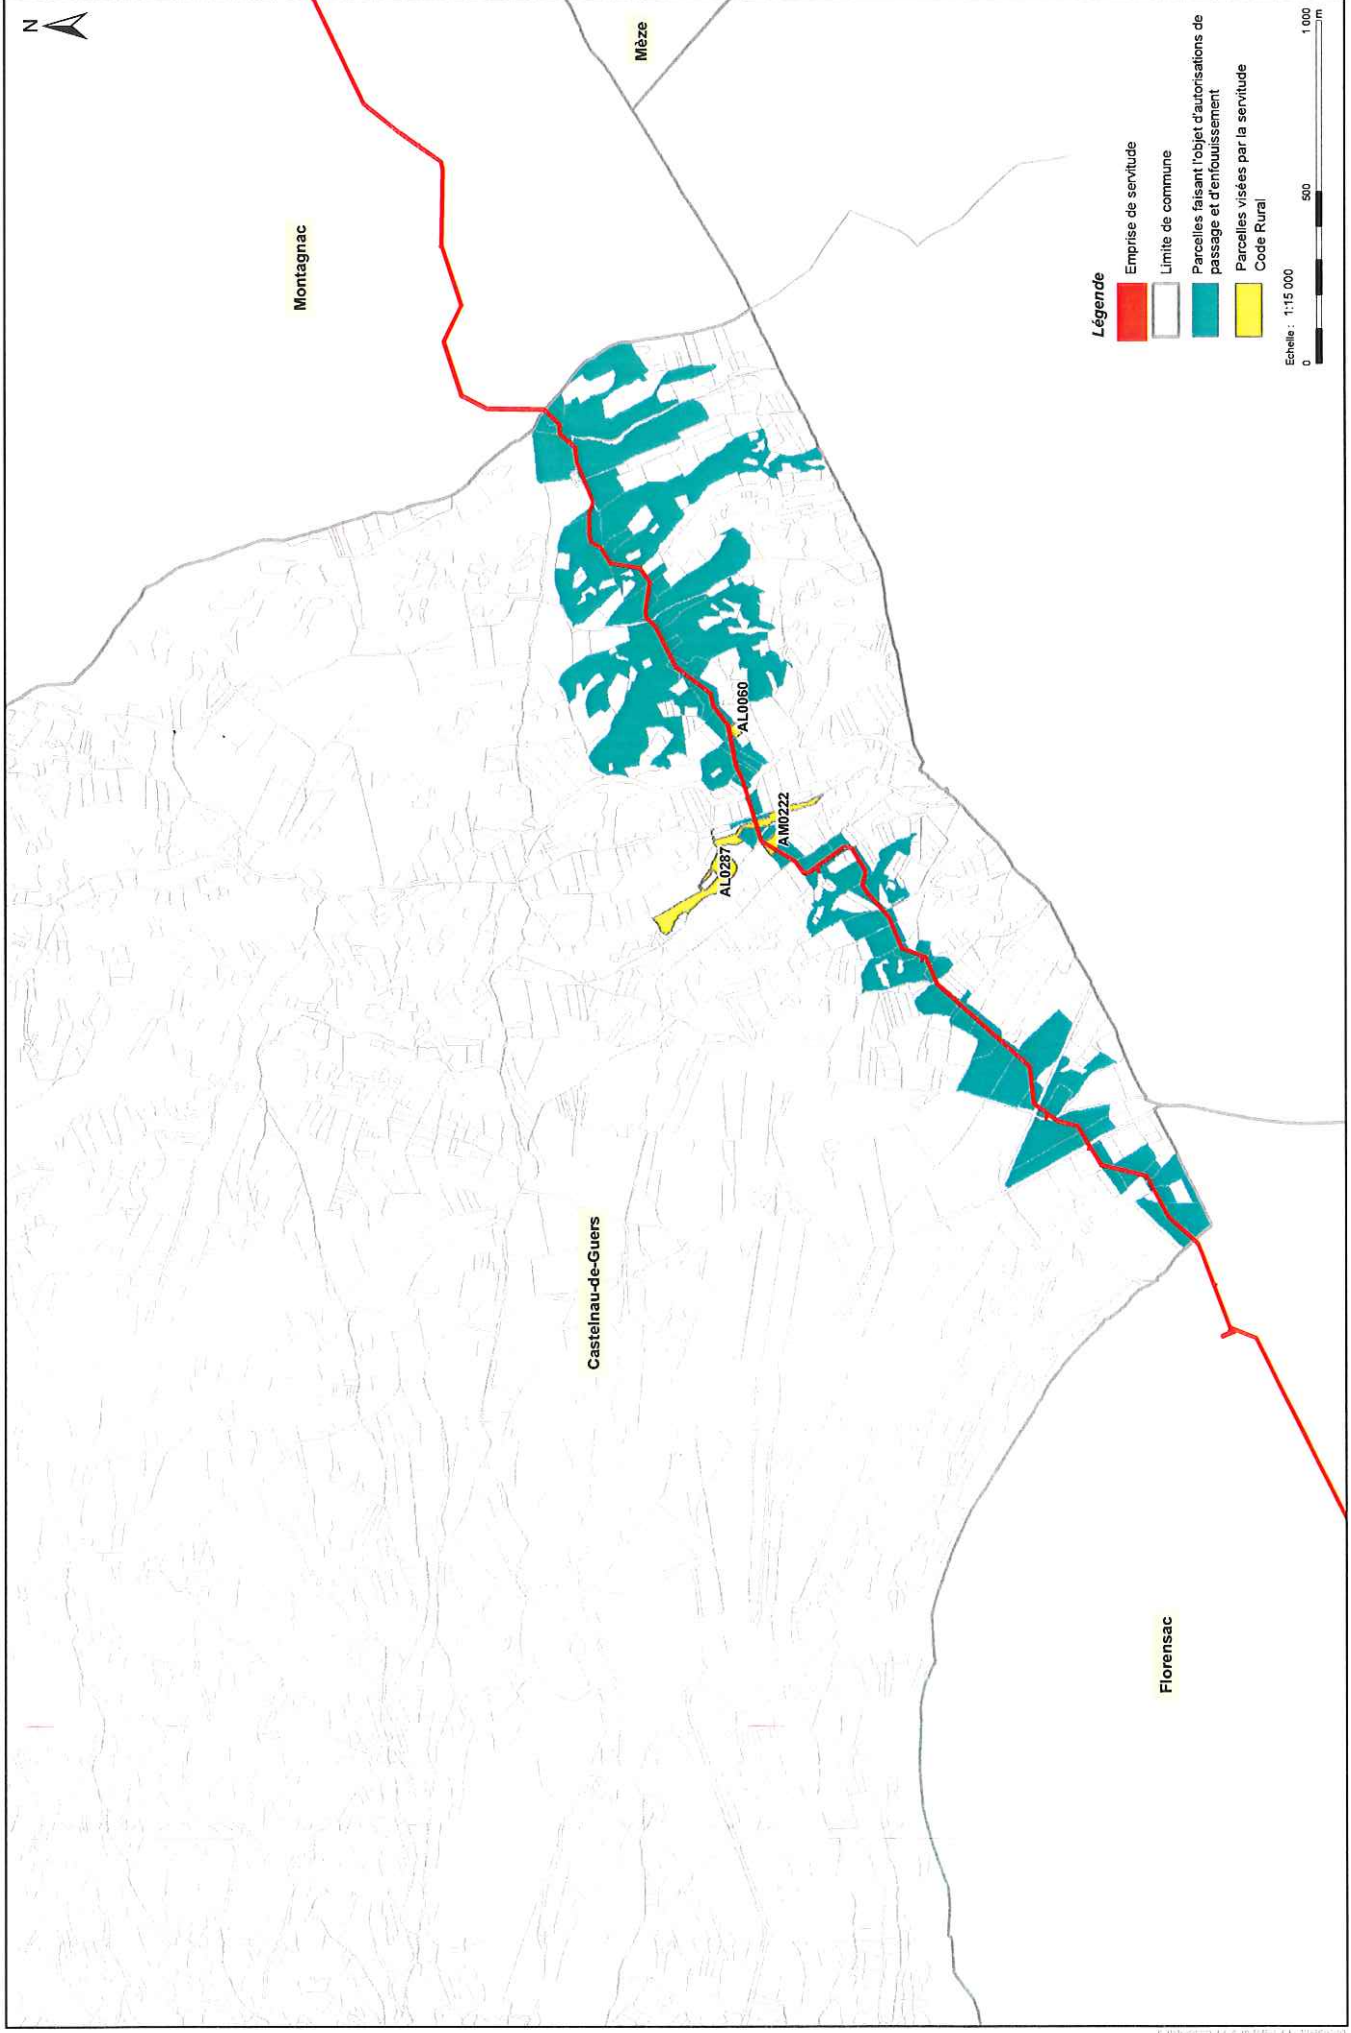 N
Mèze
Montagnac
AL0060
AM0222
AL0287
Castelnau-de-Guers
Florensac
Légende
Emprise de servitude
Limite de commune
Parcelles faisant l'objet d'autorisations de
passage et d'enfouuissement
Parcelles visées par la servitude
Code Rural
Echelle : 1:15 000
0 500 1 000
m